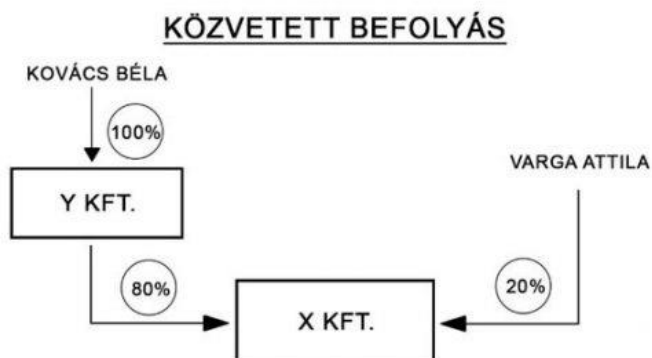 KÖZVETETT BEFOLYÁS
KOVÁCS BÉLA
100%
VARGA ATTILA
Y KFT.
80%
20%
X KFT.